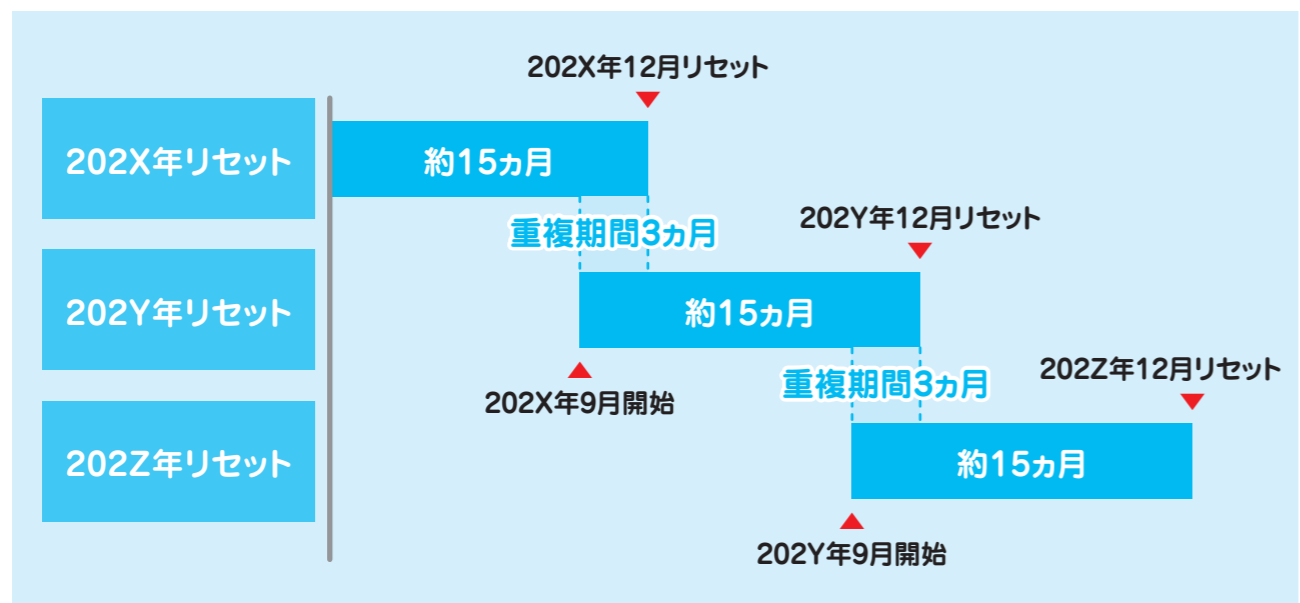 202X年12月リセット
202X年リセット
約15ヵ月
重複期間3ヵ月
202Y年12月リセット
202Y年リセット
約15ヵ月
202X年9月開始
重複期間3ヵ月
202Z年12月リセット
202Z年リセット
約15ヵ月
202Y年9月開始